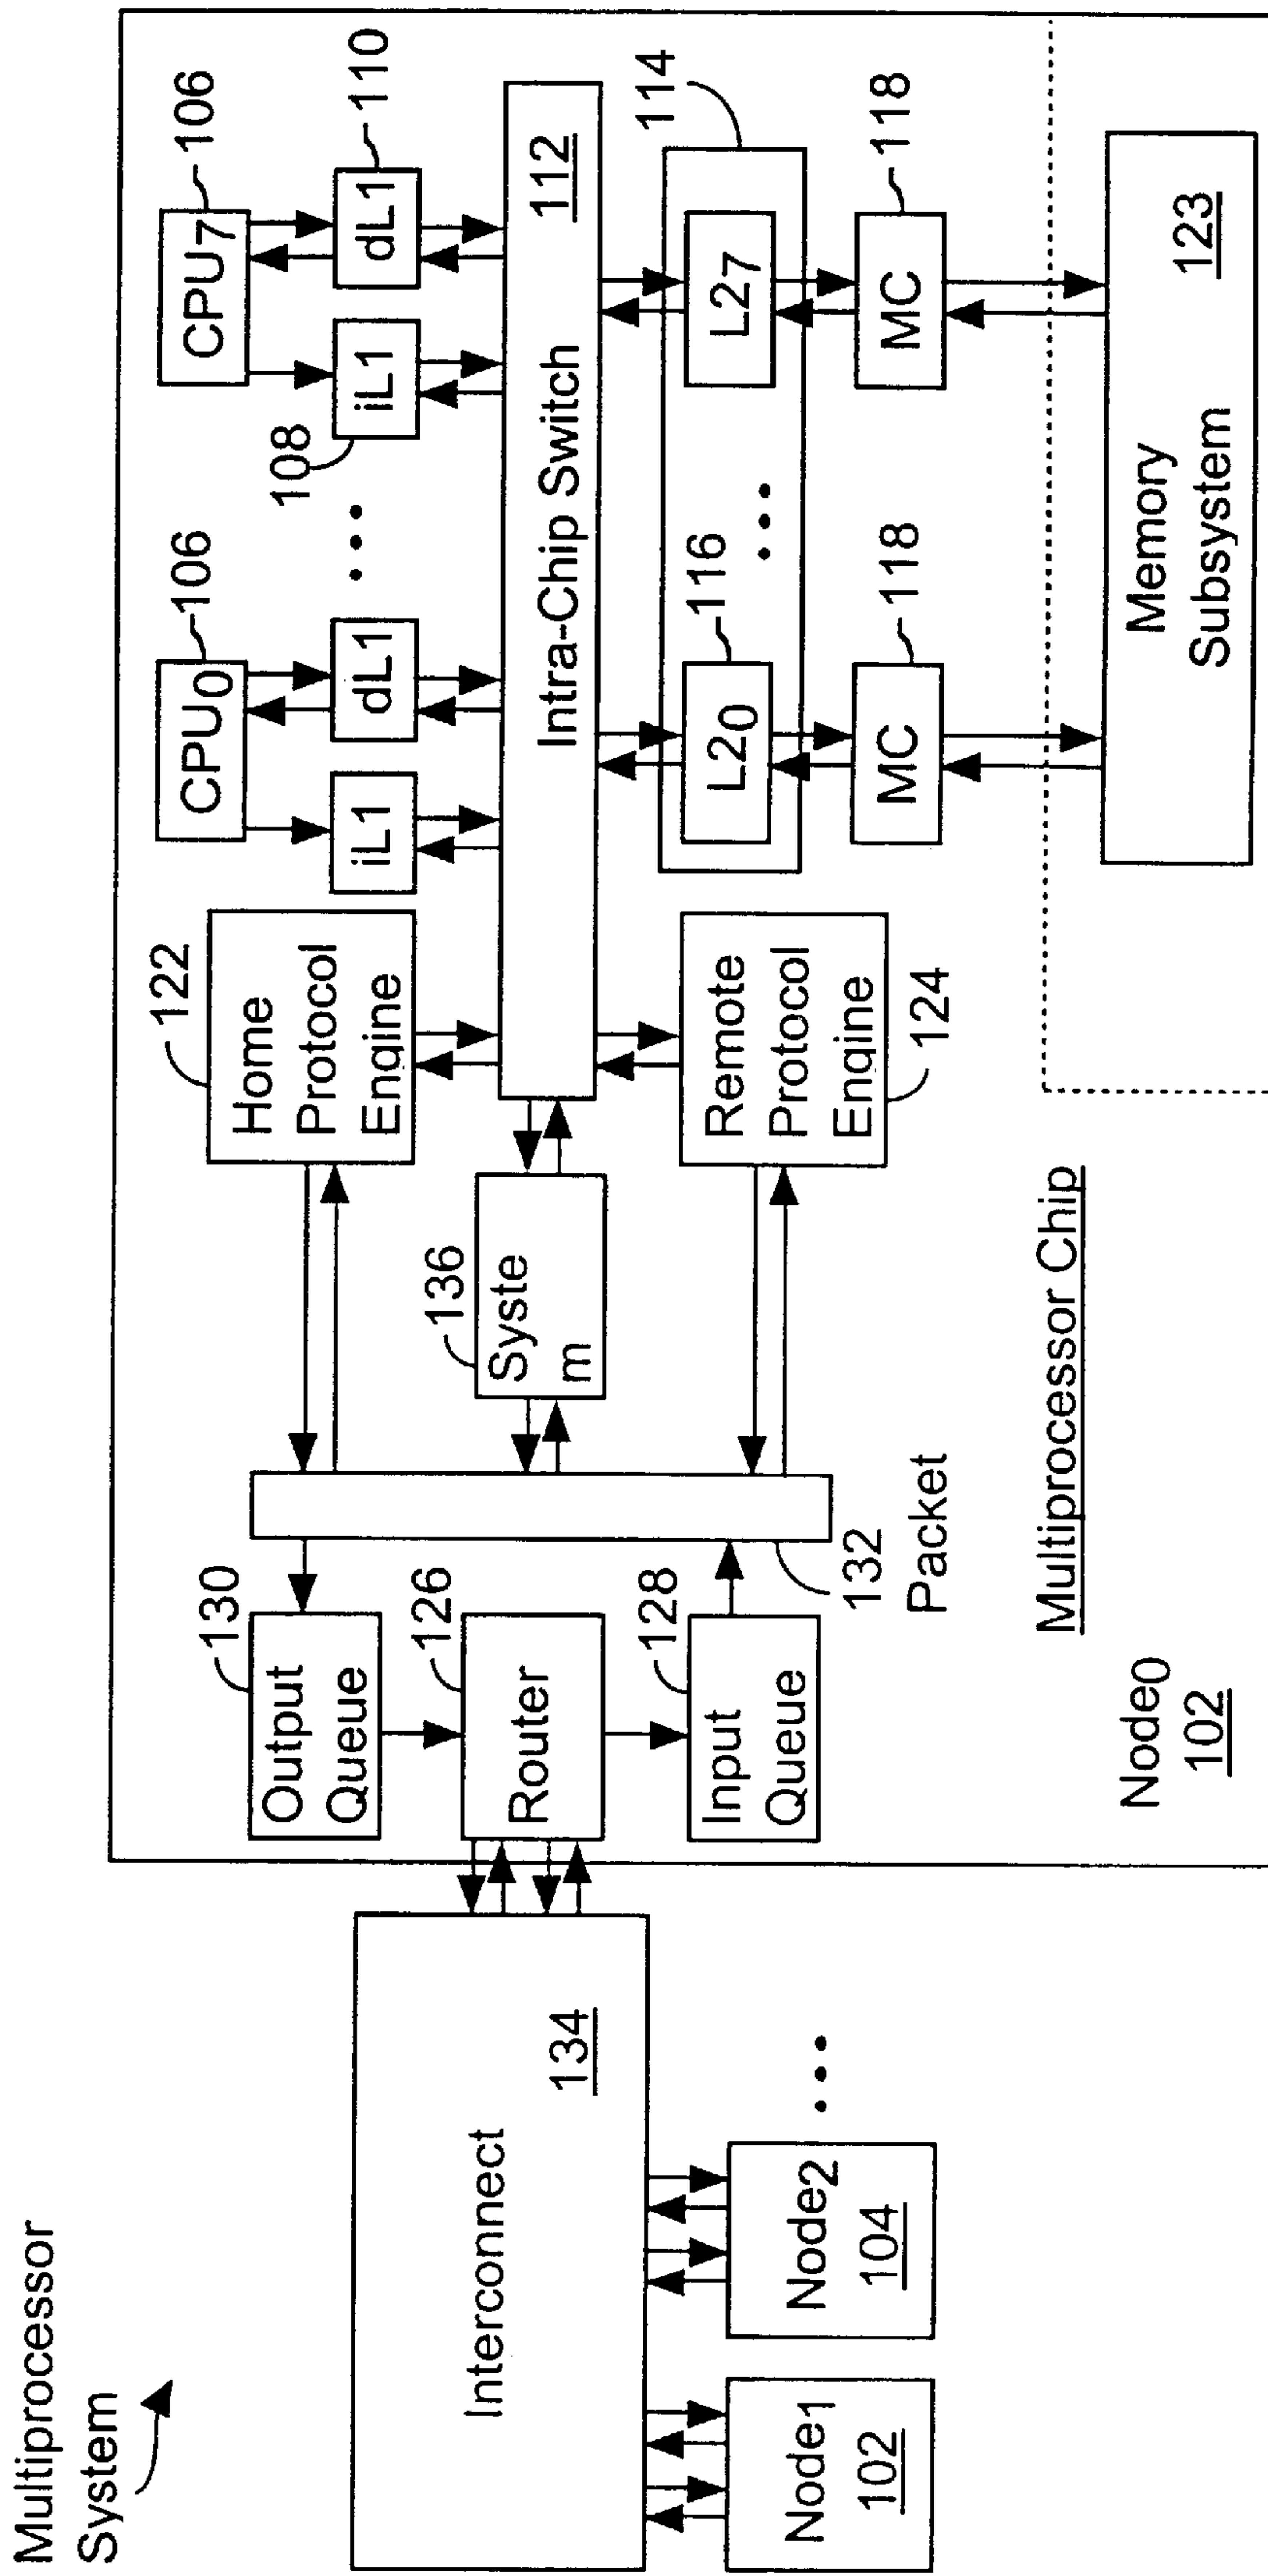 Multiprocessor
System
CPU0
106
CPU7
106
122
Home
Protocol
Engine
iL1
dL1
108
iL1
dL1
110
130
Output
Queue
136
Syste
m
Intra-Chip Switch
112
Interconnect
134
126
Router
128
Input
Queue
132
Packet
Remote
Protocol
Engine
124
116
L20
L27
114
Node1
102
Node2
104
MC
118
MC
118
Multiprocessor Chip
Node0
102
Memory
Subsystem
123